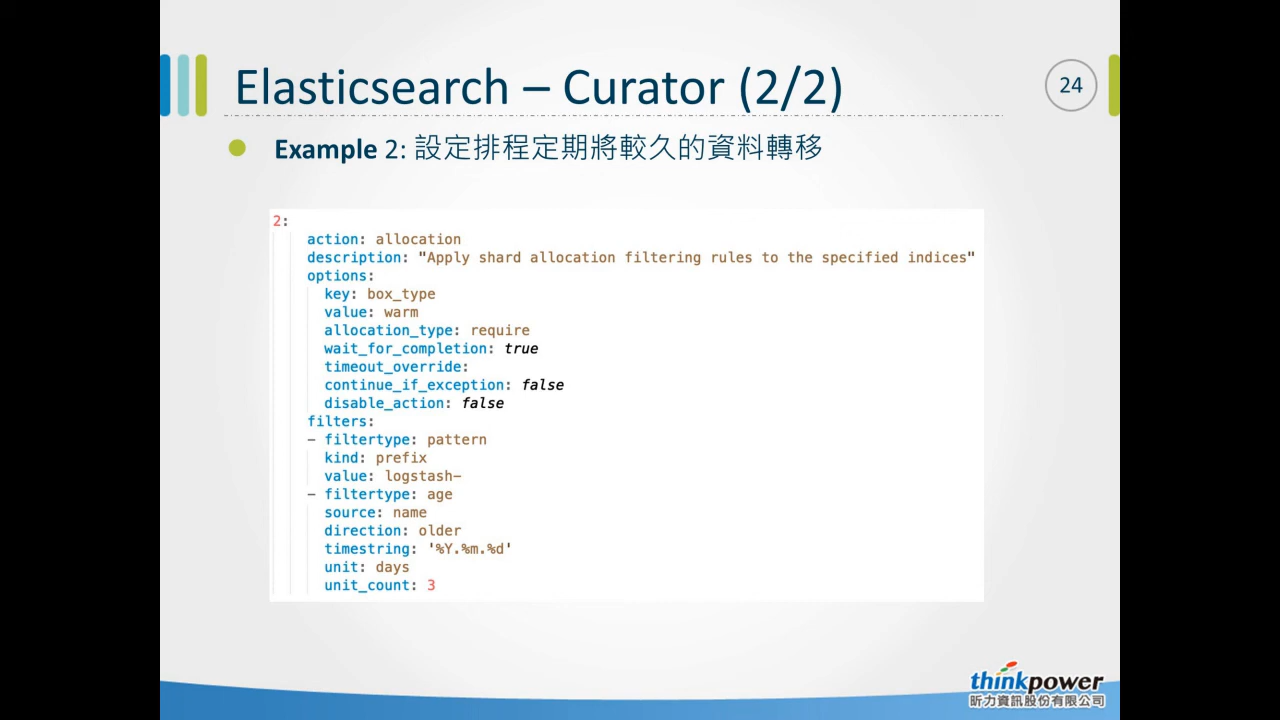 Elasticsearch – Curator (2/2)
24
Example 2: 設定排程定期將較久的資料轉移
2:
action: allocation
description: "Apply shard allocation filtering rules to the specified indices"
options:
key: box_type
value: warm
allocation_type: require
wait_for_completion: true
timeout_override:
continue_if_exception: false
disable_action: false
filters:
- filtertype: pattern
kind: prefix
value: logstash-
- filtertype: age
source: name
direction: older
timestring: '%Y.%m.%d'
unit: days
unit_count: 3
thinkpower
昕力資訊股份有限公司